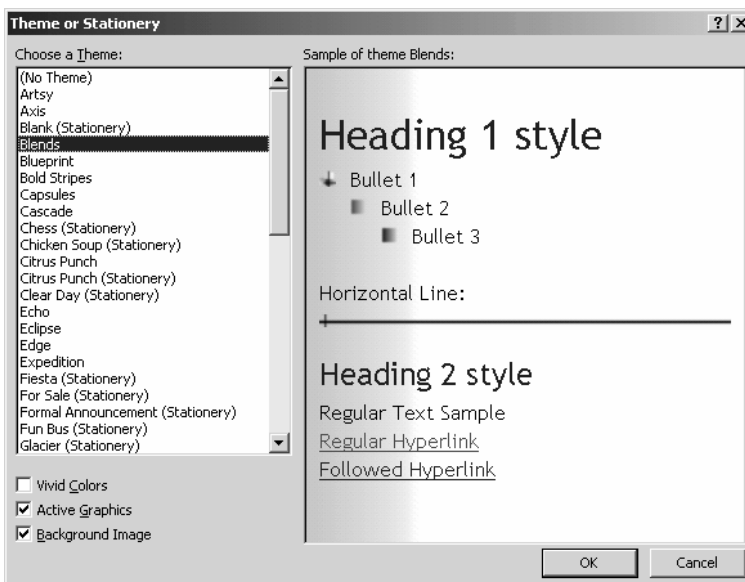 Theme or Stationery
Choose a Theme:
(No Theme)
Artsy
Axis
Blank (Stationery)
Blends
Blueprint
Bold Stripes
Capsules
Cascade
Chess (Stationery)
Chicken Soup (Stationery)
Citrus Punch
Citrus Punch (Stationery)
Clear Day (Stationery)
Echo
Eclipse
Edge
Expedition
Fiesta (Stationery)
For Sale (Stationery)
Formal Announcement (Stationery)
Fun Bus (Stationery)
Glacier (Stationery)
Vivid Colors
Active Graphics
Background Image
Sample of theme Blends:
Heading 1 style
Bullet 1
Bullet 2
Bullet 3
Horizontal Line:
Heading 2 style
Regular Text Sample
Regular Hyperlink
Followed Hyperlink
OK
Cancel